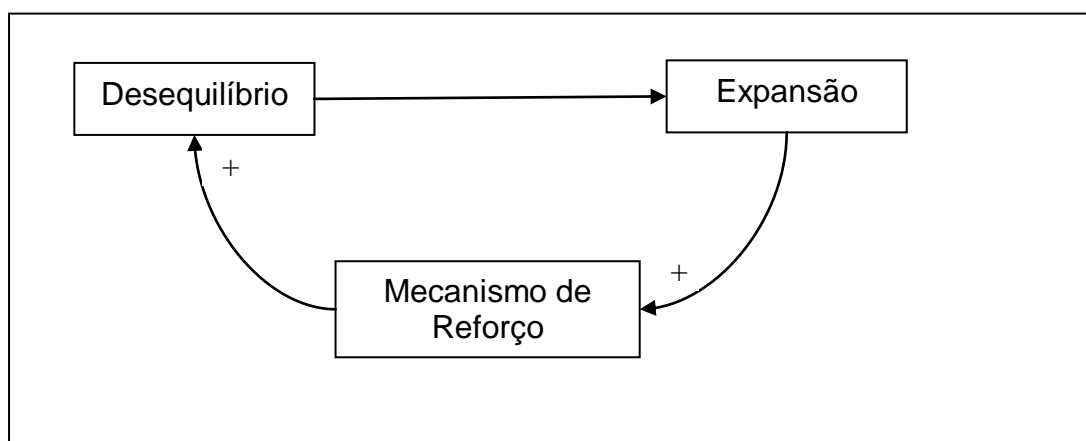 Desequilíbrio
Expansão
+
+
Mecanismo de
Reforço